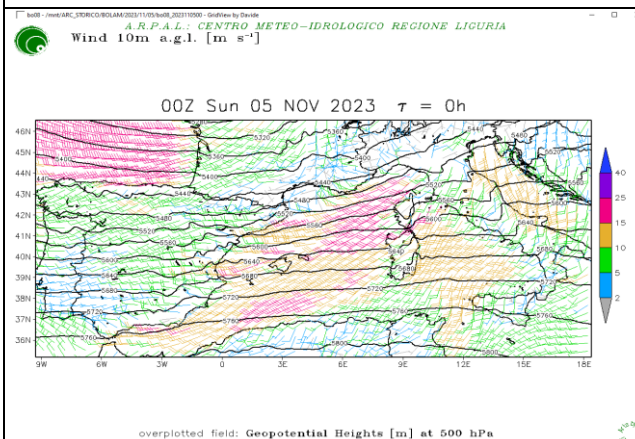 bo08 - /mnt/ARC_STORICO/BOLAM/2023/11/05/bo08_2023110500 - GridView by Davide
A.R.P.A.L.: CENTRO METEO-IDROLOGICO REGIONE LIGURIA
Wind 10m a.g.l. [m s⁻¹]
00Z Sun 05 NOV 2023 τ = 0h
46N
45N
44N
43N
42N
41N
40N
39N
38N
37N
36N
9W
6W
3W
0
3E
6E
9E
12E
15E
18E
5320
5360
5400
5440
5480
5520
5560
5600
5640
5680
5720
5760
5800
40
25
15
10
5
2
overplotted field: Geopotential Heights [m] at 500 hPa